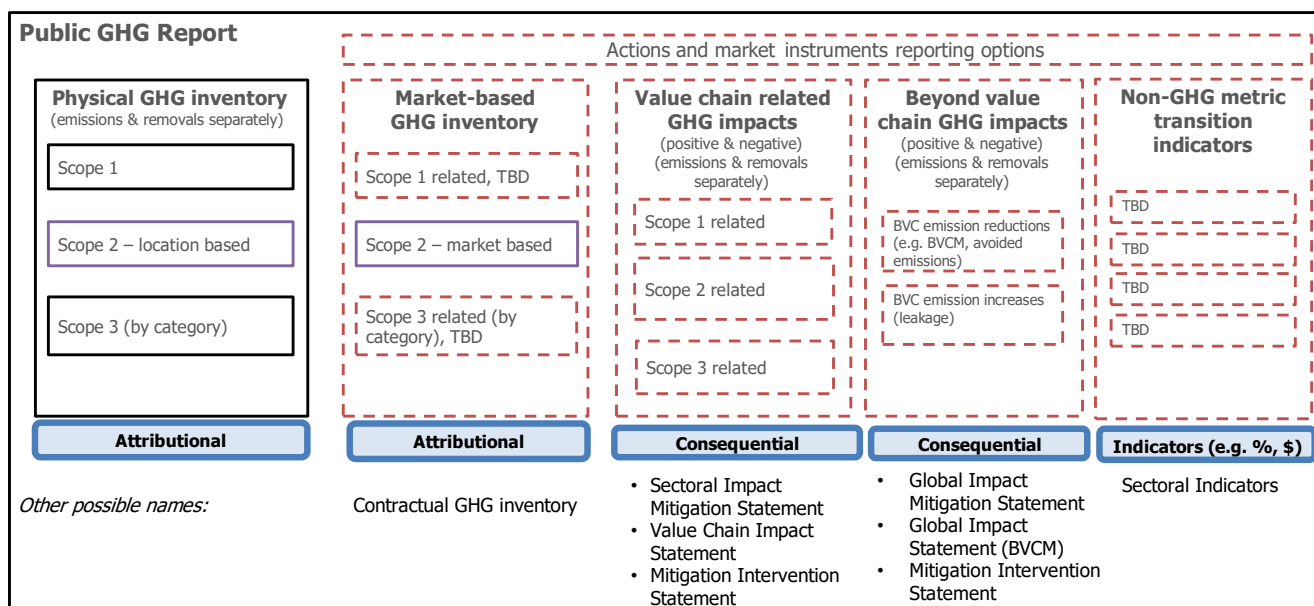 Public GHG Report
Actions and market instruments reporting options
Physical GHG inventory
(emissions & removals separately)
Scope 1
Scope 2 – location based
Scope 3 (by category)
Attributional
Market-based
GHG inventory
Scope 1 related, TBD
Scope 2 – market based
Scope 3 related (by
category), TBD
Attributional
Value chain related
GHG impacts
(positive & negative)
(emissions & removals
separately)
Scope 1 related
Scope 2 related
Scope 3 related
Consequential
Beyond value
chain GHG impacts
(positive & negative)
(emissions & removals
separately)
BVC emission reductions
(e.g. BVCM, avoided
emissions)
BVC emission increases
(leakage)
Consequential
Non-GHG metric
transition
indicators
TBD
TBD
TBD
TBD
Indicators (e.g. %, $)
Other possible names:
Contractual GHG inventory
• Sectoral Impact
Mitigation Statement
• Value Chain Impact
Statement
• Mitigation Intervention
Statement
• Global Impact
Mitigation Statement
• Global Impact
Statement (BVCM)
• Mitigation Intervention
Statement
Sectoral Indicators